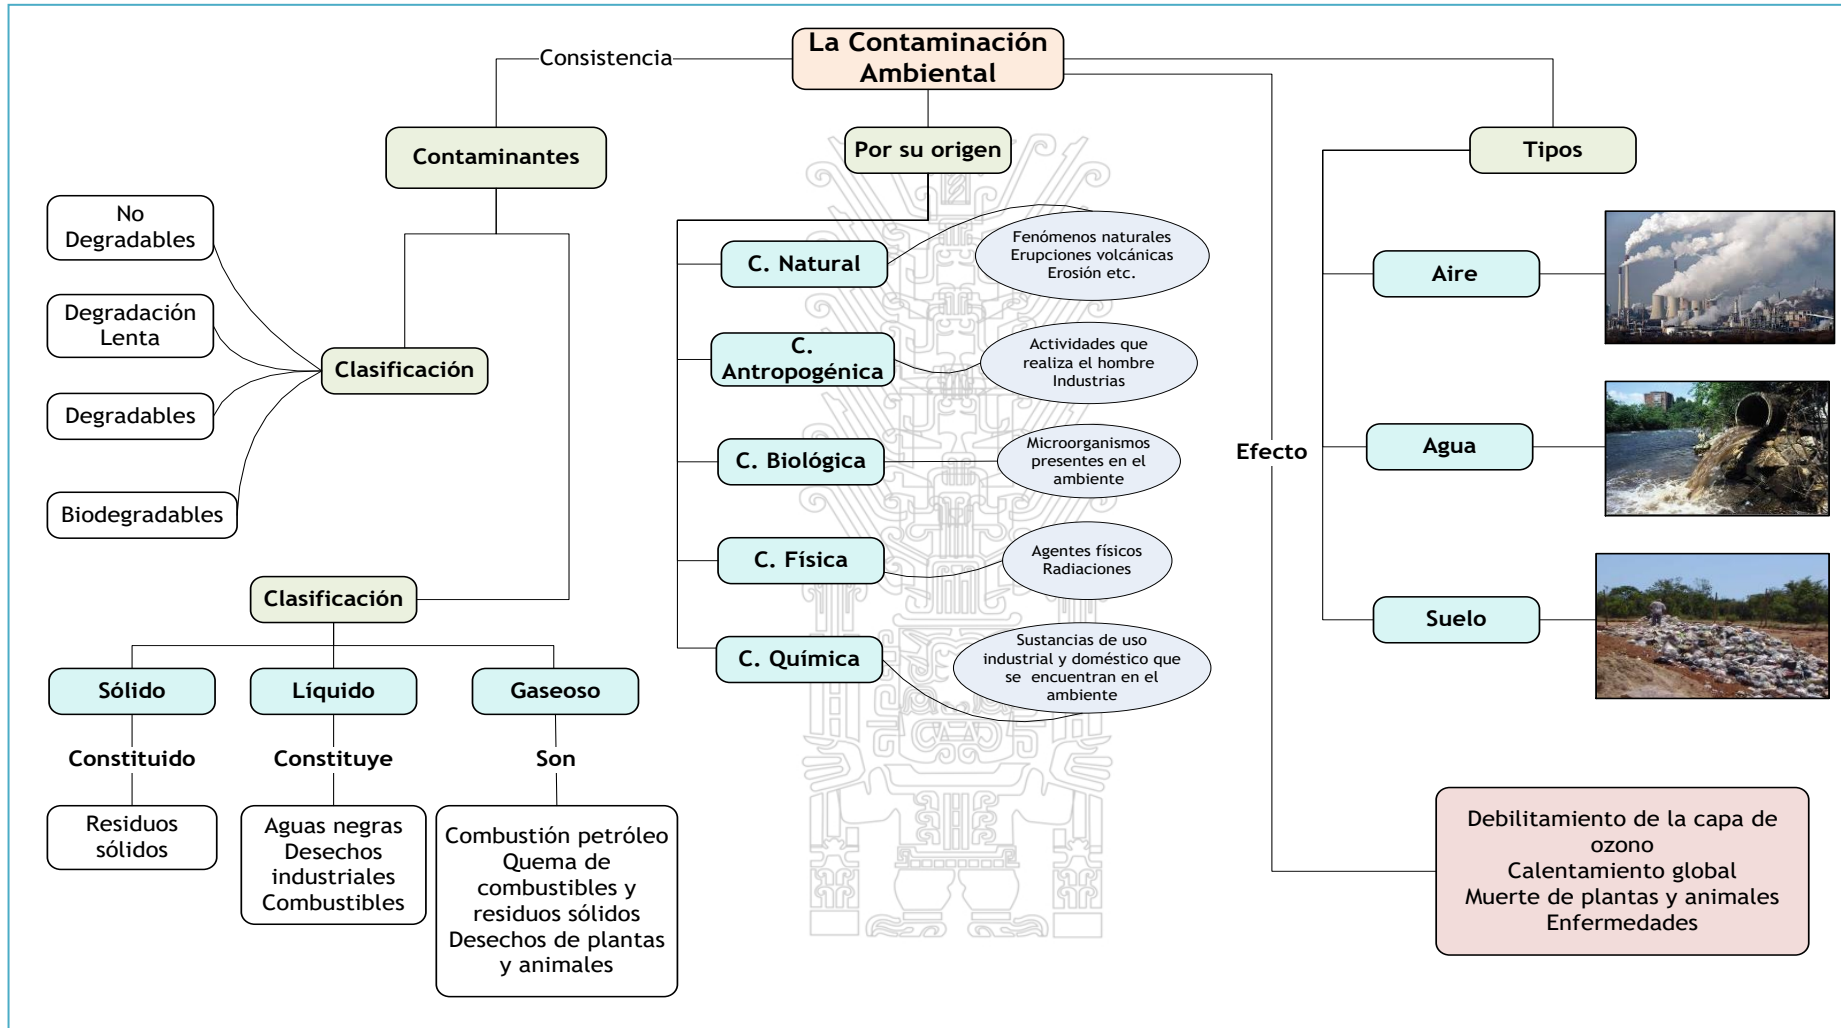 La Contaminación
Ambiental
Consistencia
Contaminantes
No
Degradables
Degradación
Lenta
Degradables
Biodegradables
Clasificación
Clasificación
Sólido
Líquido
Gaseoso
Constituido
Constituye
Son
Residuos
sólidos
Aguas negras
Desechos
industriales
Combustibles
Combustión petróleo
Quema de
combustibles y
residuos sólidos
Desechos de plantas
y animales
Por su origen
C. Natural
Fenómenos naturales
Erupciones volcánicas
Erosión etc.
C.
Antropogénica
Actividades que
realiza el hombre
Industrias
C. Biológica
Microorganismos
presentes en el
ambiente
C. Física
Agentes físicos
Radiaciones
C. Química
Sustancias de uso
industrial y doméstico que
se encuentran en el
ambiente
Efecto
Tipos
Aire
Agua
Suelo
Debilitamiento de la capa de
ozono
Calentamiento global
Muerte de plantas y animales
Enfermedades